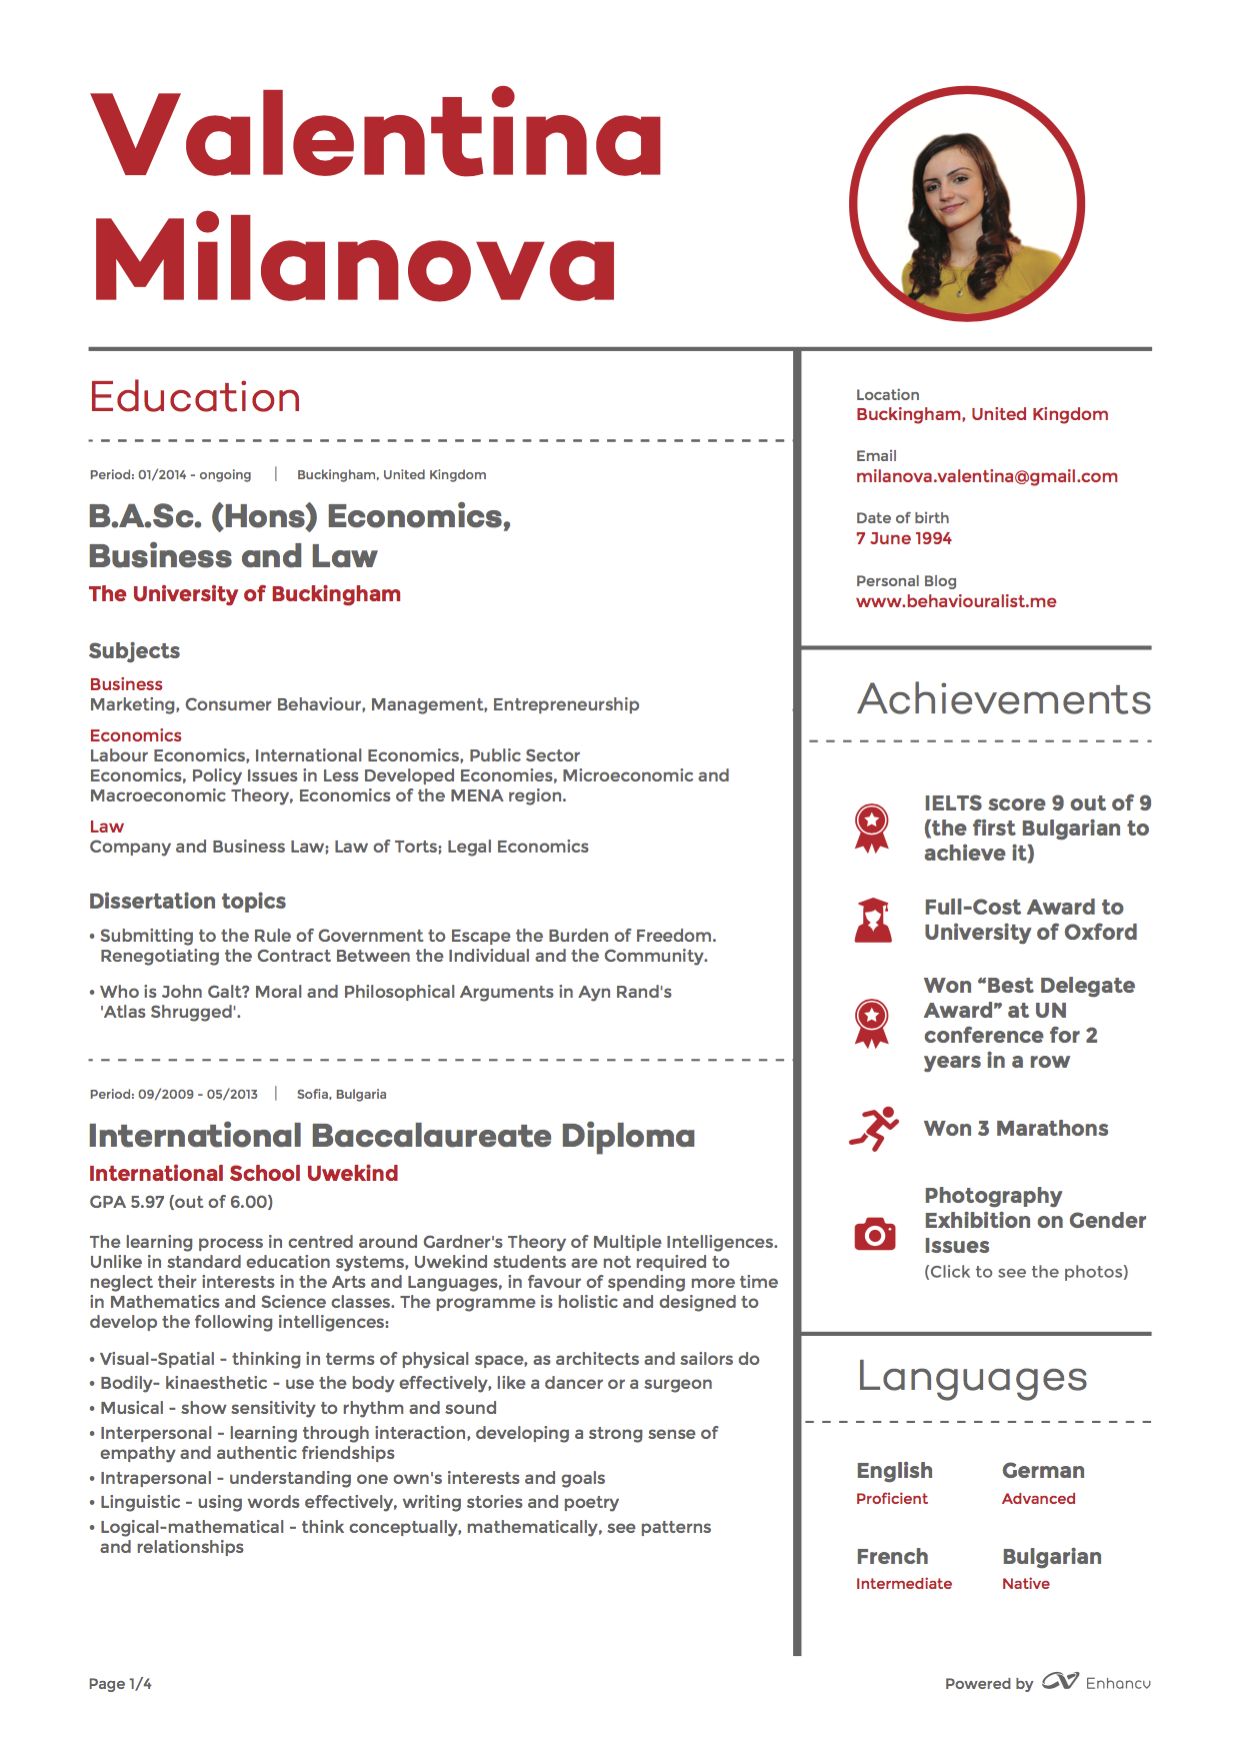 Valentina
Milanova
Education
Period: 01/2014 - ongoing | Buckingham, United Kingdom
B.A.Sc. (Hons) Economics,
Business and Law
The University of Buckingham
Subjects
Business
Marketing, Consumer Behaviour, Management, Entrepreneurship
Economics
Labour Economics, International Economics, Public Sector
Economics, Policy Issues in Less Developed Economies, Microeconomic and
Macroeconomic Theory, Economics of the MENA region.
Law
Company and Business Law; Law of Torts; Legal Economics
Dissertation topics
• Submitting to the Rule of Government to Escape the Burden of Freedom.
Renegotiating the Contract Between the Individual and the Community.
• Who is John Galt? Moral and Philosophical Arguments in Ayn Rand's
'Atlas Shrugged'.
Period: 09/2009 - 05/2013 | Sofia, Bulgaria
International Baccalaureate Diploma
International School Uwekind
GPA 5.97 (out of 6.00)
The learning process in centred around Gardner's Theory of Multiple Intelligences.
Unlike in standard education systems, Uwekind students are not required to
neglect their interests in the Arts and Languages, in favour of spending more time
in Mathematics and Science classes. The programme is holistic and designed to
develop the following intelligences:
• Visual-Spatial - thinking in terms of physical space, as architects and sailors do
• Bodily- kinaesthetic - use the body effectively, like a dancer or a surgeon
• Musical - show sensitivity to rhythm and sound
• Interpersonal - learning through interaction, developing a strong sense of
empathy and authentic friendships
• Intrapersonal - understanding one own's interests and goals
• Linguistic - using words effectively, writing stories and poetry
• Logical-mathematical - think conceptually, mathematically, see patterns
and relationships
Location
Buckingham, United Kingdom
Email
milanova.valentina@gmail.com
Date of birth
7 June 1994
Personal Blog
www.behaviouralist.me
Achievements
IELTS score 9 out of 9
(the first Bulgarian to
achieve it)
Full-Cost Award to
University of Oxford
Won “Best Delegate
Award” at UN
conference for 2
years in a row
Won 3 Marathons
Photography
Exhibition on Gender
Issues
(Click to see the photos)
Languages
English German
Proficient Advanced
French Bulgarian
Intermediate Native
Page 1/4
Powered by Enhancv